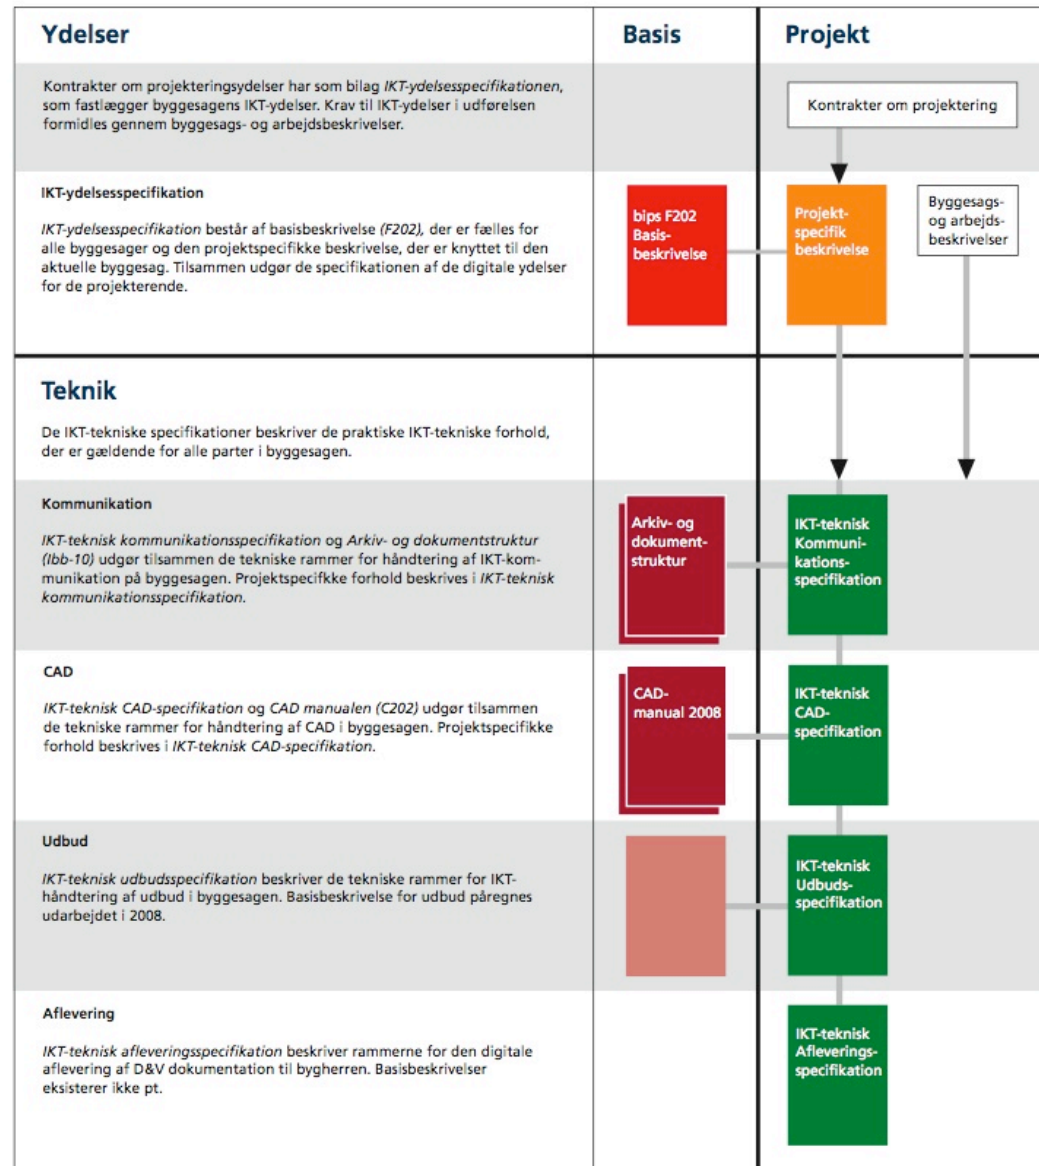 Ydelser
Basis
Projekt
Kontrakter om projekteringsydelser har som bilag IKT-ydelsesspecifikationen,
som fastlægger byggesagens IKT-ydelser. Krav til IKT-ydelser i udførelsen
formidles gennem byggesags- og arbejdsbeskrivelser.
Kontrakter om projektering
IKT-ydelsesspecifikation
IKT-ydelsesspecifikation består af basisbeskrivelse (F202), der er fælles for
alle byggesager og den projektspecifikke beskrivelse, der er knyttet til den
aktuelle byggesag. Tilsammen udgør de specifikationen af de digitale ydelser
for de projekterende.
bips F202
Basis-
beskrivelse
Projekt-
specifik
beskrivelse
Byggesags-
og arbejds-
beskrivelser
Teknik
De IKT-tekniske specifikationer beskriver de praktiske IKT-tekniske forhold,
der er gældende for alle parter i byggesagen.
Kommunikation
IKT-teknisk kommunikationsspecifikation og Arkiv- og dokumentstruktur
(Ibb-10) udgør tilsammen de tekniske rammer for håndtering af IKT-kom-
munikation på byggesagen. Projektspecifkke forhold beskrives i IKT-teknisk
kommunikationsspecifikation.
Arkiv- og
dokument-
struktur
IKT-teknisk
Kommuni-
kations-
specifikation
CAD
IKT-teknisk CAD-specifikation og CAD manualen (C202) udgør tilsammen
de tekniske rammer for håndtering af CAD i byggesagen. Projektspecifikke
forhold beskrives i IKT-teknisk CAD-specifikation.
CAD-
manual 2008
IKT-teknisk
CAD-
specifikation
Udbud
IKT-teknisk udbudsspecifikation beskriver de tekniske rammer for IKT-
håndtering af udbud i byggesagen. Basisbeskrivelse for udbud påregnes
udarbejdet i 2008.
IKT-teknisk
Udbuds-
specifikation
Aflevering
IKT-teknisk afleveringsspecifikation beskriver rammerne for den digitale
aflevering af D&V dokumentation til bygherren. Basisbeskrivelser
eksisterer ikke pt.
IKT-teknisk
Afleverings-
specifikation